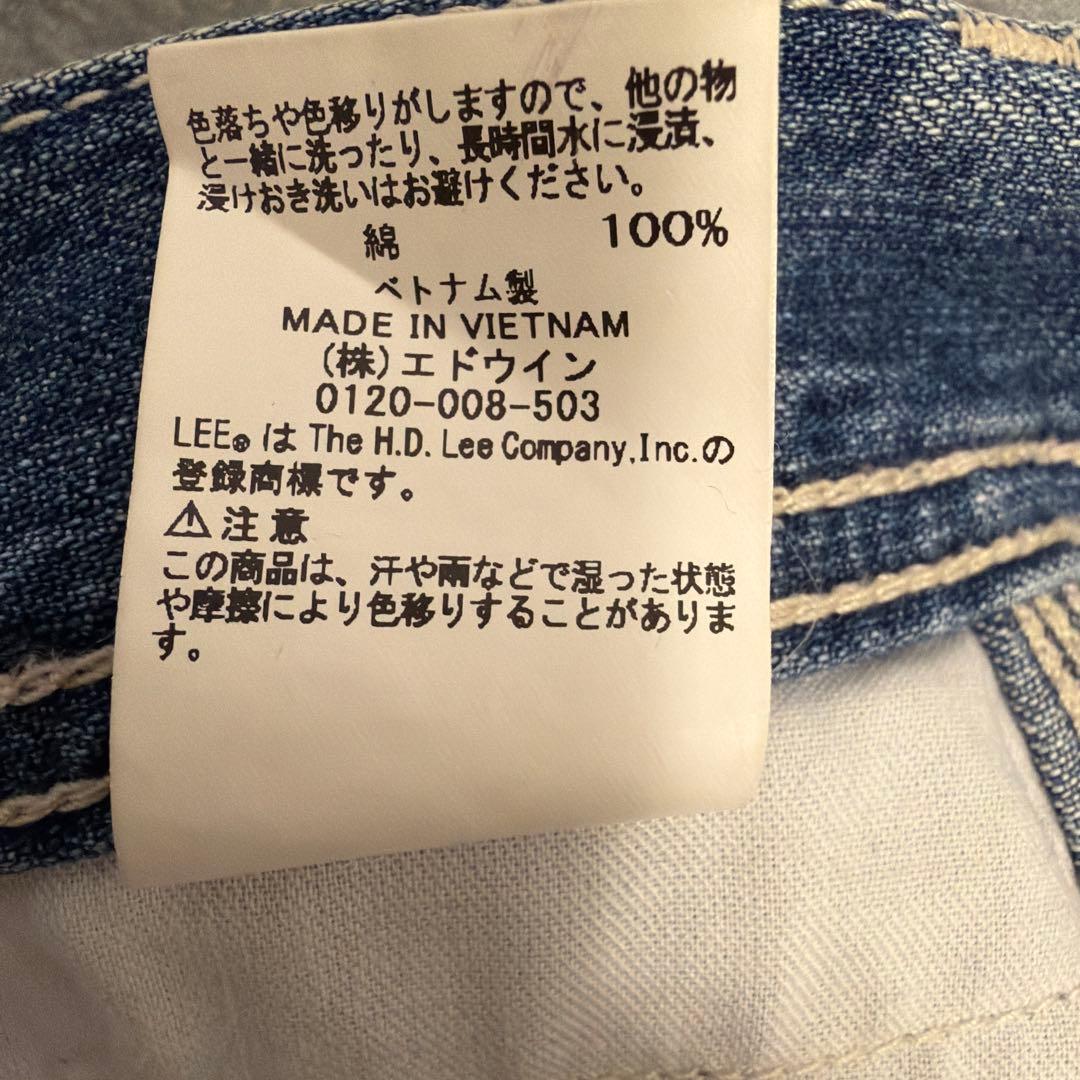 色落ちや色移りがしますので、他の物
と一緒に洗ったり、長時間水に浸漬、
浸けおき洗いはお避けください。
綿 100%
ベトナム製
MADE IN VIETNAM
(株)エドウイン
0120-008-503
LEE® は The H.D. Lee Company,Inc.の
登録商標です。
⚠注意
この商品は、汗や雨などで湿った状態
や摩擦により色移りすることがありま
す。